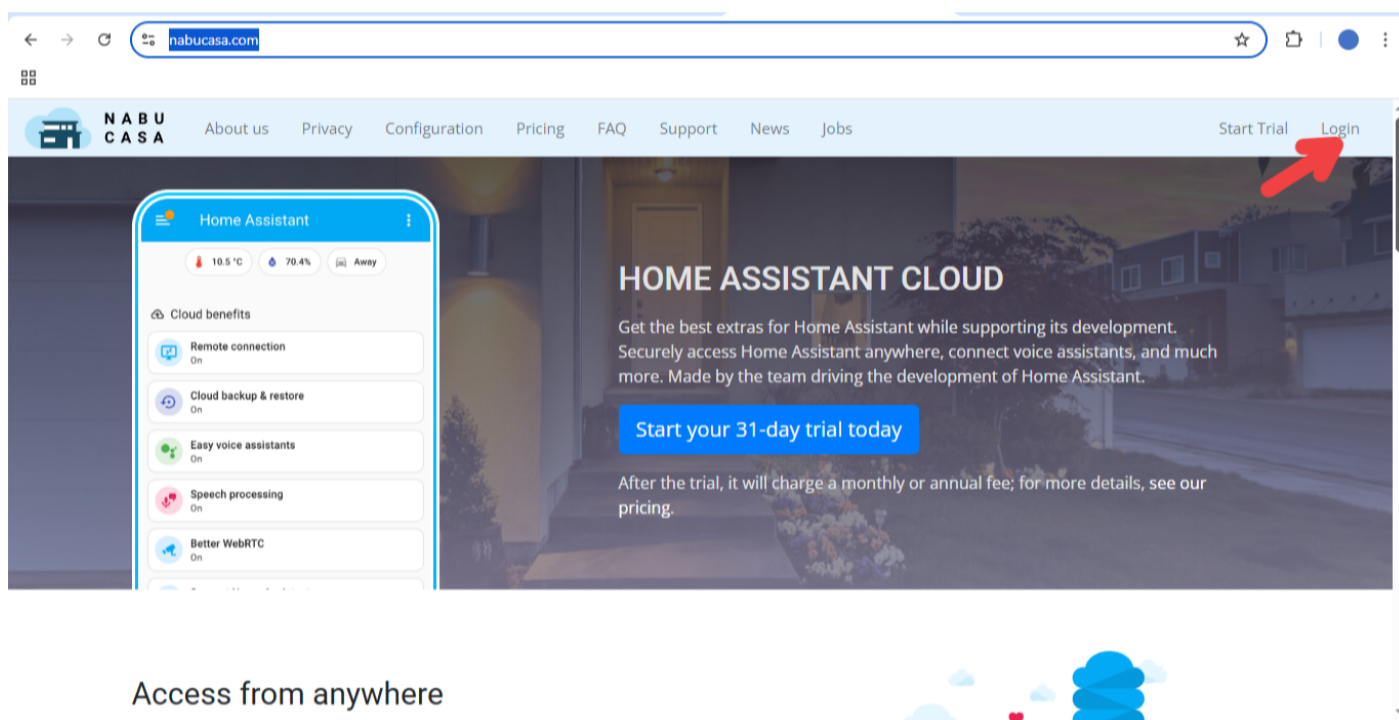 nabucasa.com
NABU
CASA
About us
Privacy
Configuration
Pricing
FAQ
Support
News
Jobs
Start Trial
Login
Home Assistant
10.5 °C
70.4%
Away
Cloud benefits
Remote connection
On
Cloud backup & restore
On
Easy voice assistants
On
Speech processing
On
Better WebRTC
On
HOME ASSISTANT CLOUD
Get the best extras for Home Assistant while supporting its development.
Securely access Home Assistant anywhere, connect voice assistants, and much
more. Made by the team driving the development of Home Assistant.
Start your 31-day trial today
After the trial, it will charge a monthly or annual fee; for more details, see our
pricing.
Access from anywhere